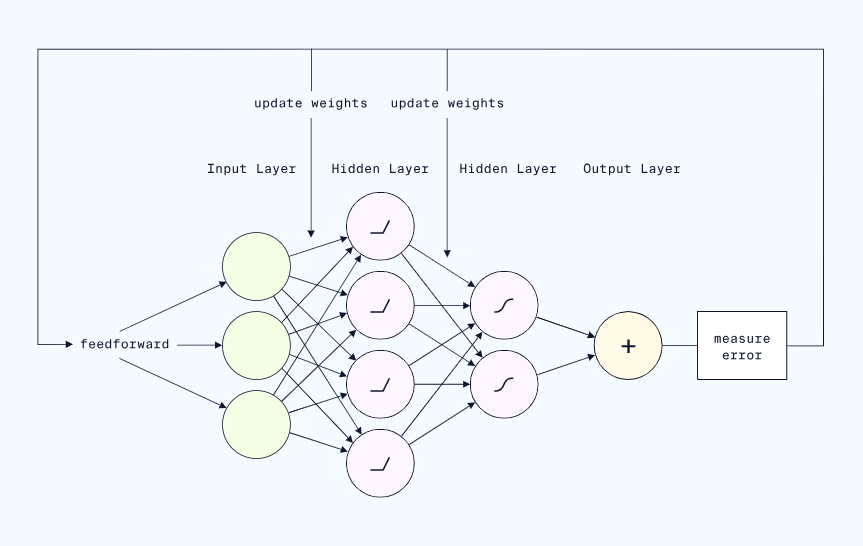 update weights
update weights
Input Layer
Hidden Layer
Hidden Layer
Output Layer
feedforward
+
measure
error